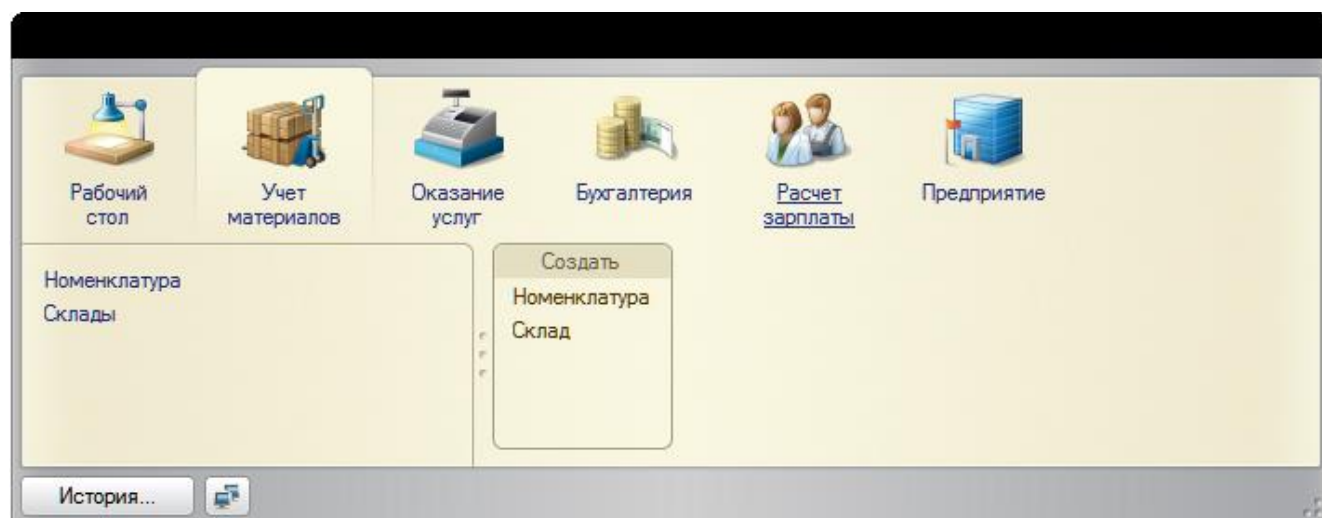 Рабочий
стол
Учет
материалов
Оказание
услуг
Бухгалтерия
Расчет
зарплаты
Предприятие
Номенклатура
Склады
Создать
Номенклатура
Склад
История...